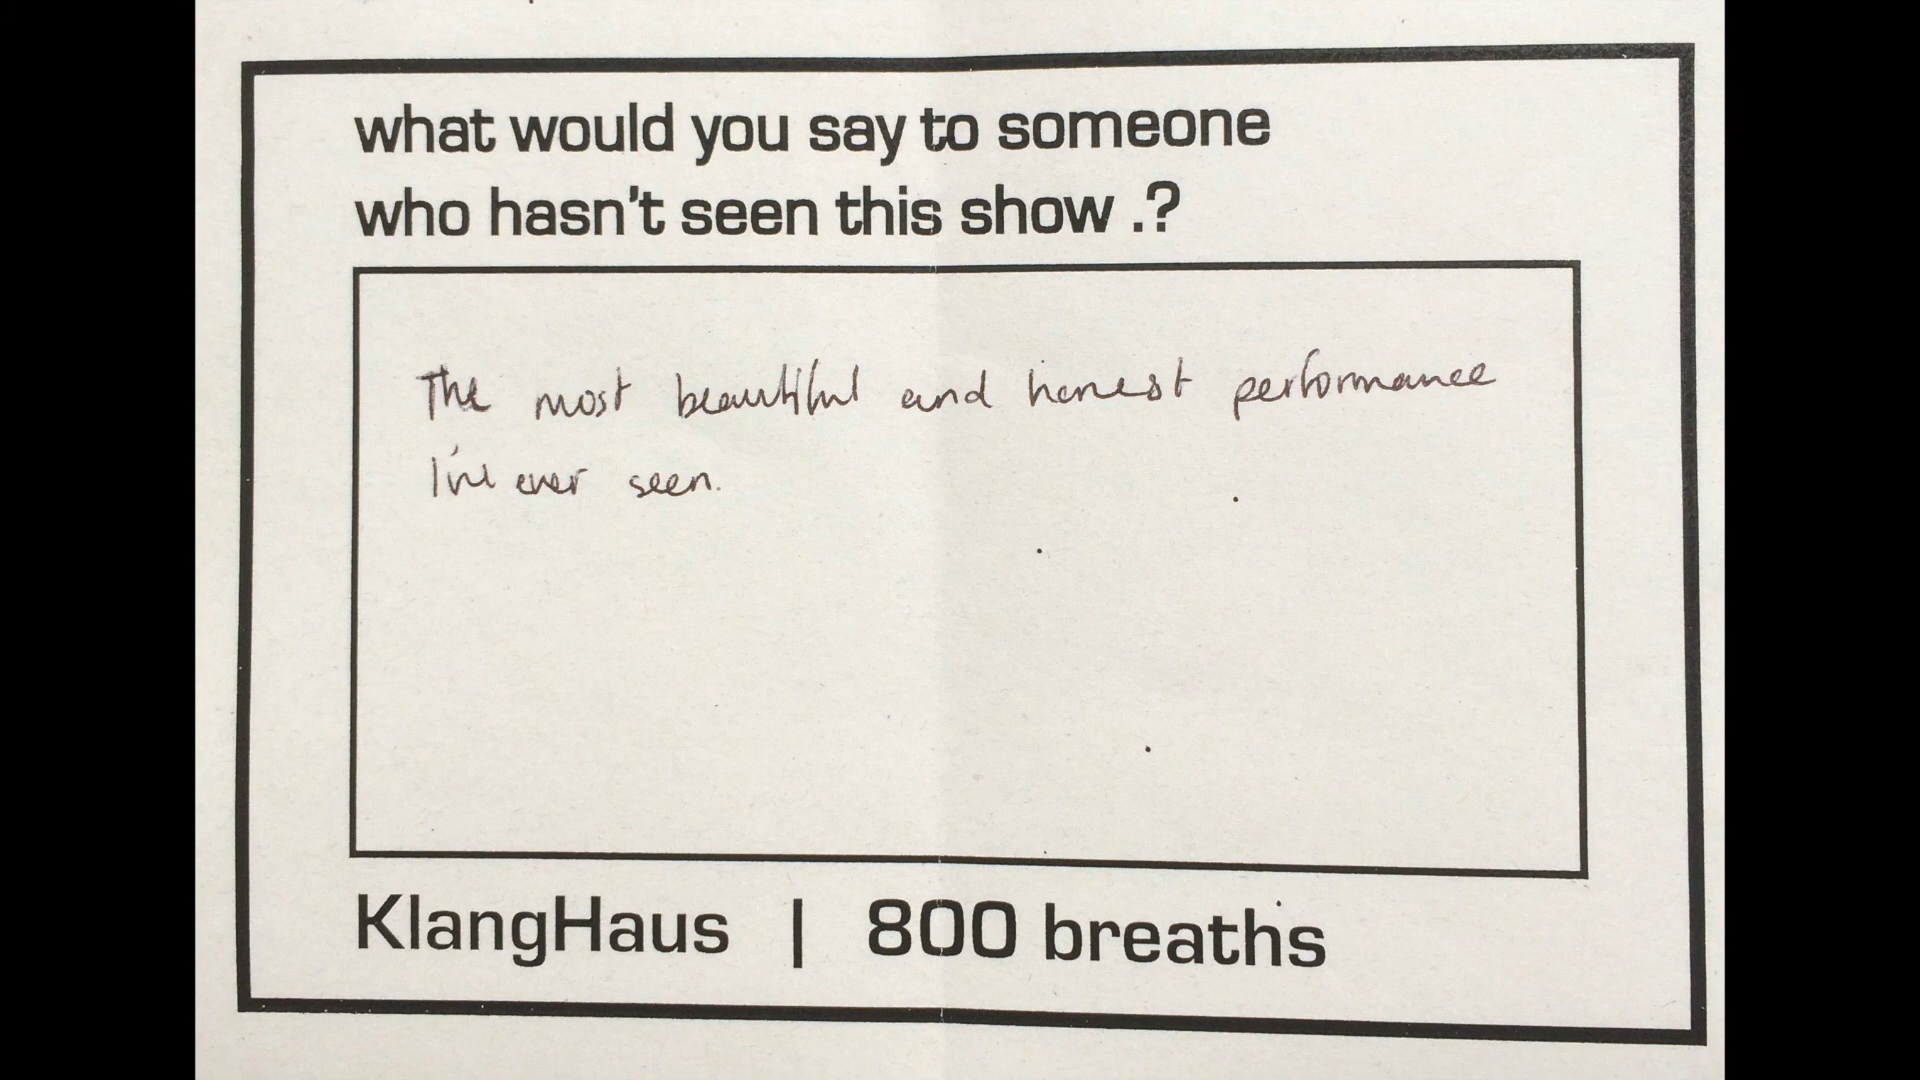 what would you say to someone
who hasn't seen this show .?
The most beautiful and honest performance
I've ever seen.
KlangHaus | 800 breaths